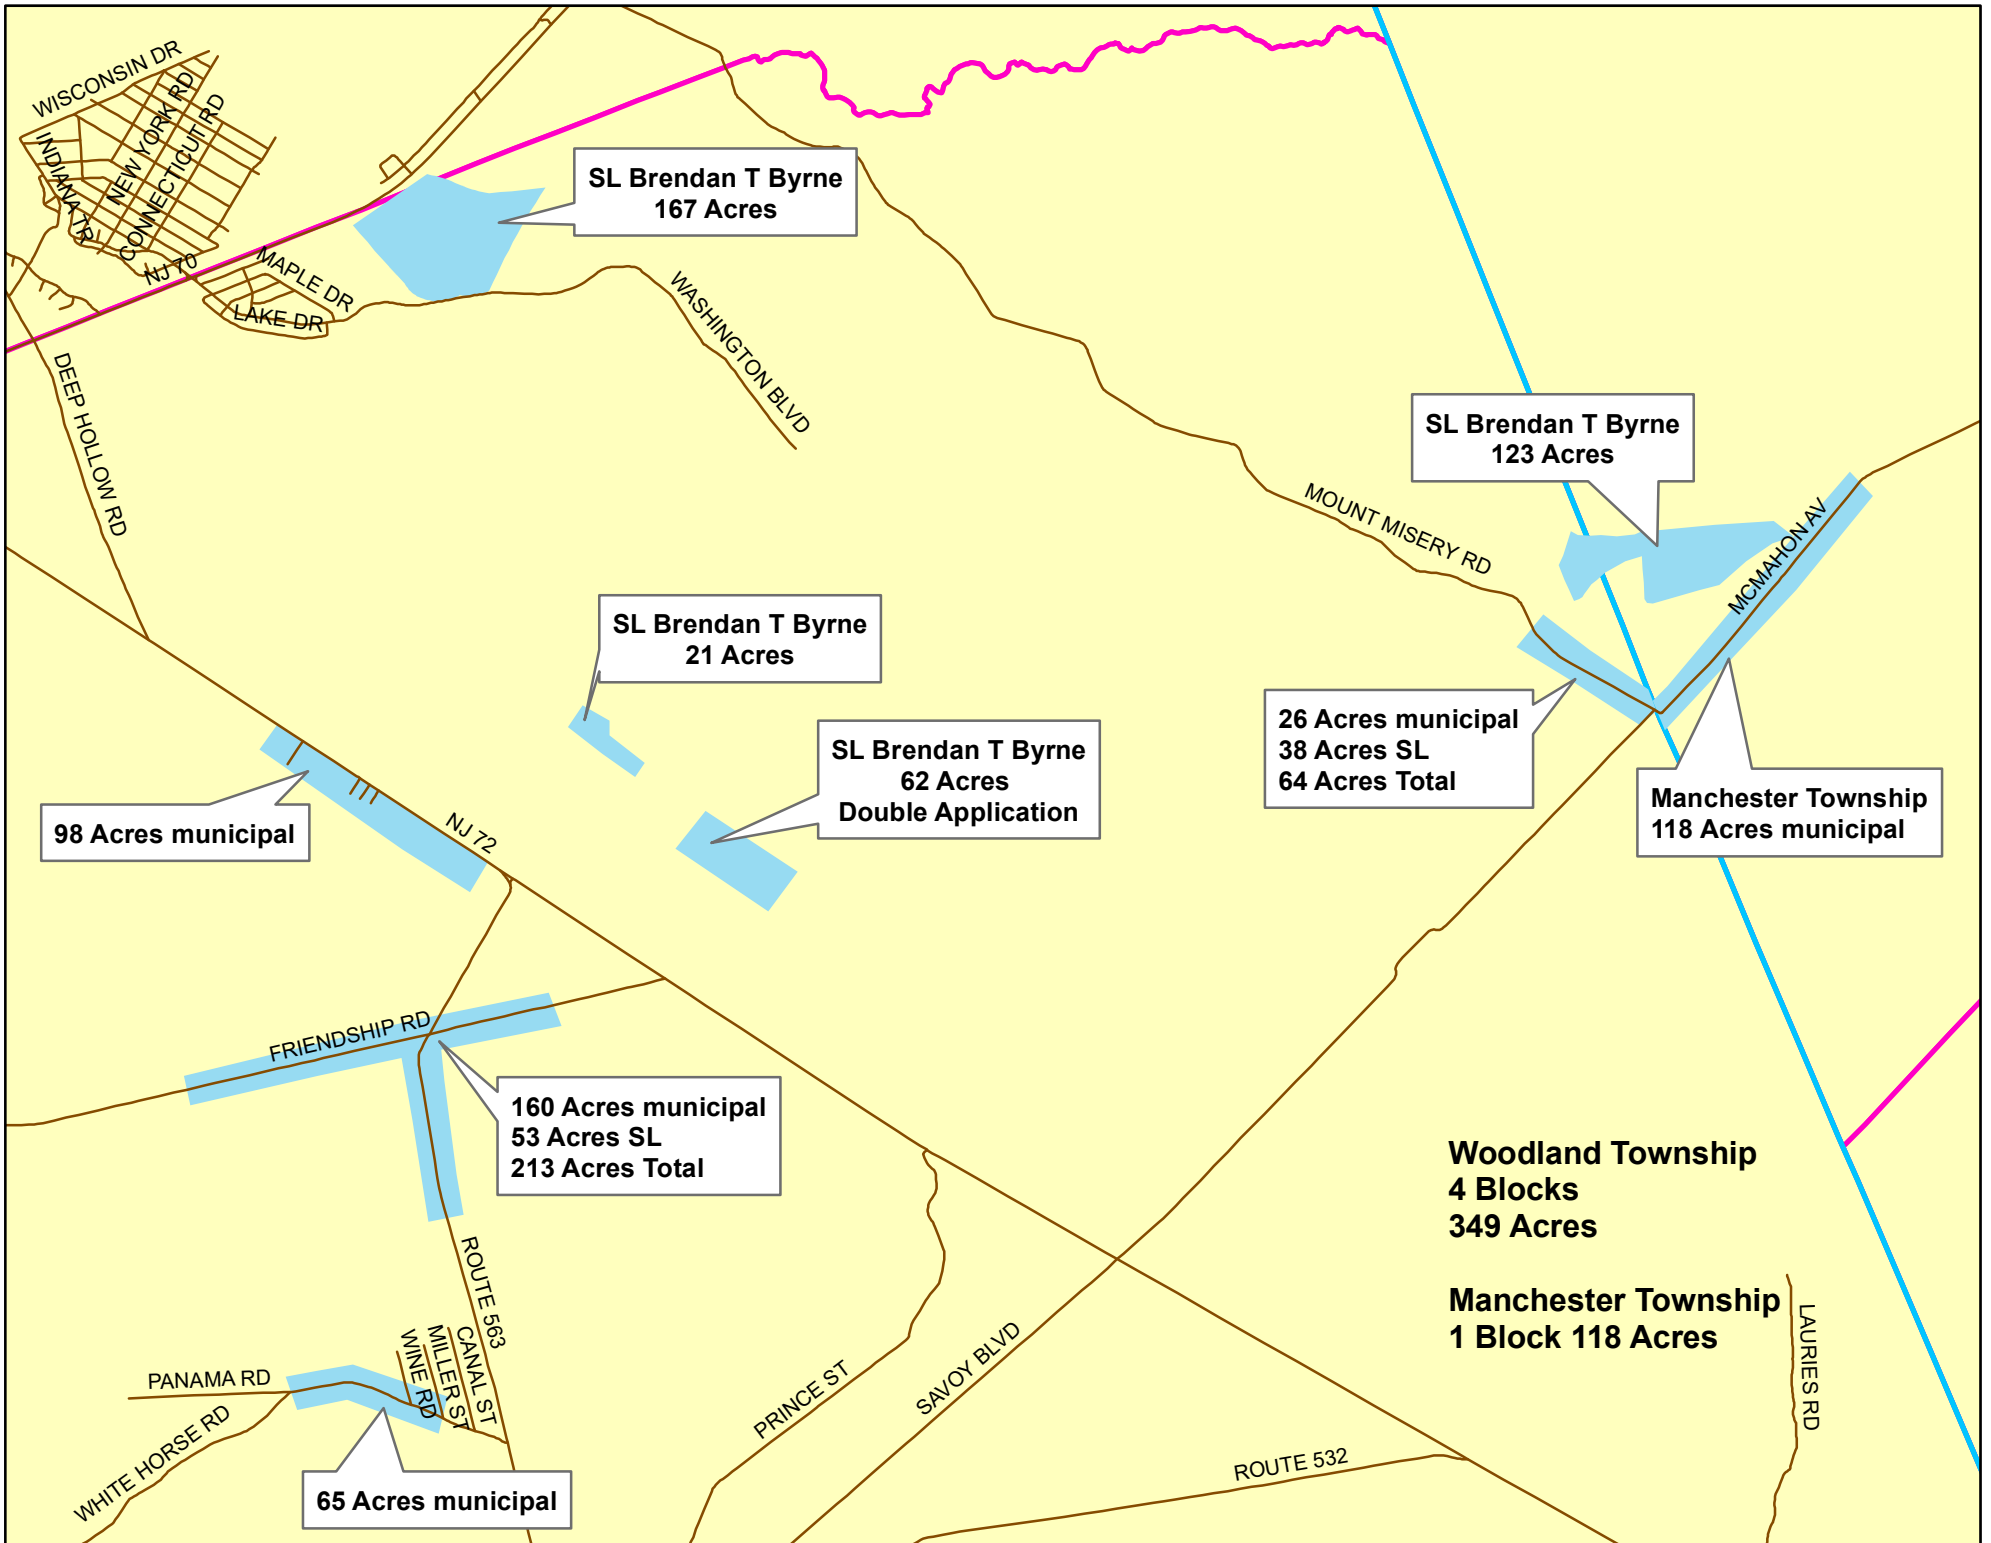 WISCONSIN DR
NEW YORK RD
CONNECTICUT RD
INDIANA TR
NJ 70
MAPLE DR
LAKE DR
SL Brendan T Byrne
167 Acres
WASHINGTON BLVD
DEEP HOLLOW RD
SL Brendan T Byrne
123 Acres
MOUNT MISERY RD
MCMAHON AV
SL Brendan T Byrne
21 Acres
SL Brendan T Byrne
62 Acres
Double Application
26 Acres municipal
38 Acres SL
64 Acres Total
Manchester Township
118 Acres municipal
98 Acres municipal
NJ 72
FRIENDSHIP RD
160 Acres municipal
53 Acres SL
213 Acres Total
Woodland Township
4 Blocks
349 Acres
Manchester Township
1 Block 118 Acres
ROUTE 563
CANAL ST
MILLER ST
WINE RD
PANAMA RD
WHITE HORSE RD
65 Acres municipal
PRINCE ST
SAVOY BLVD
ROUTE 532
LAURIES RD